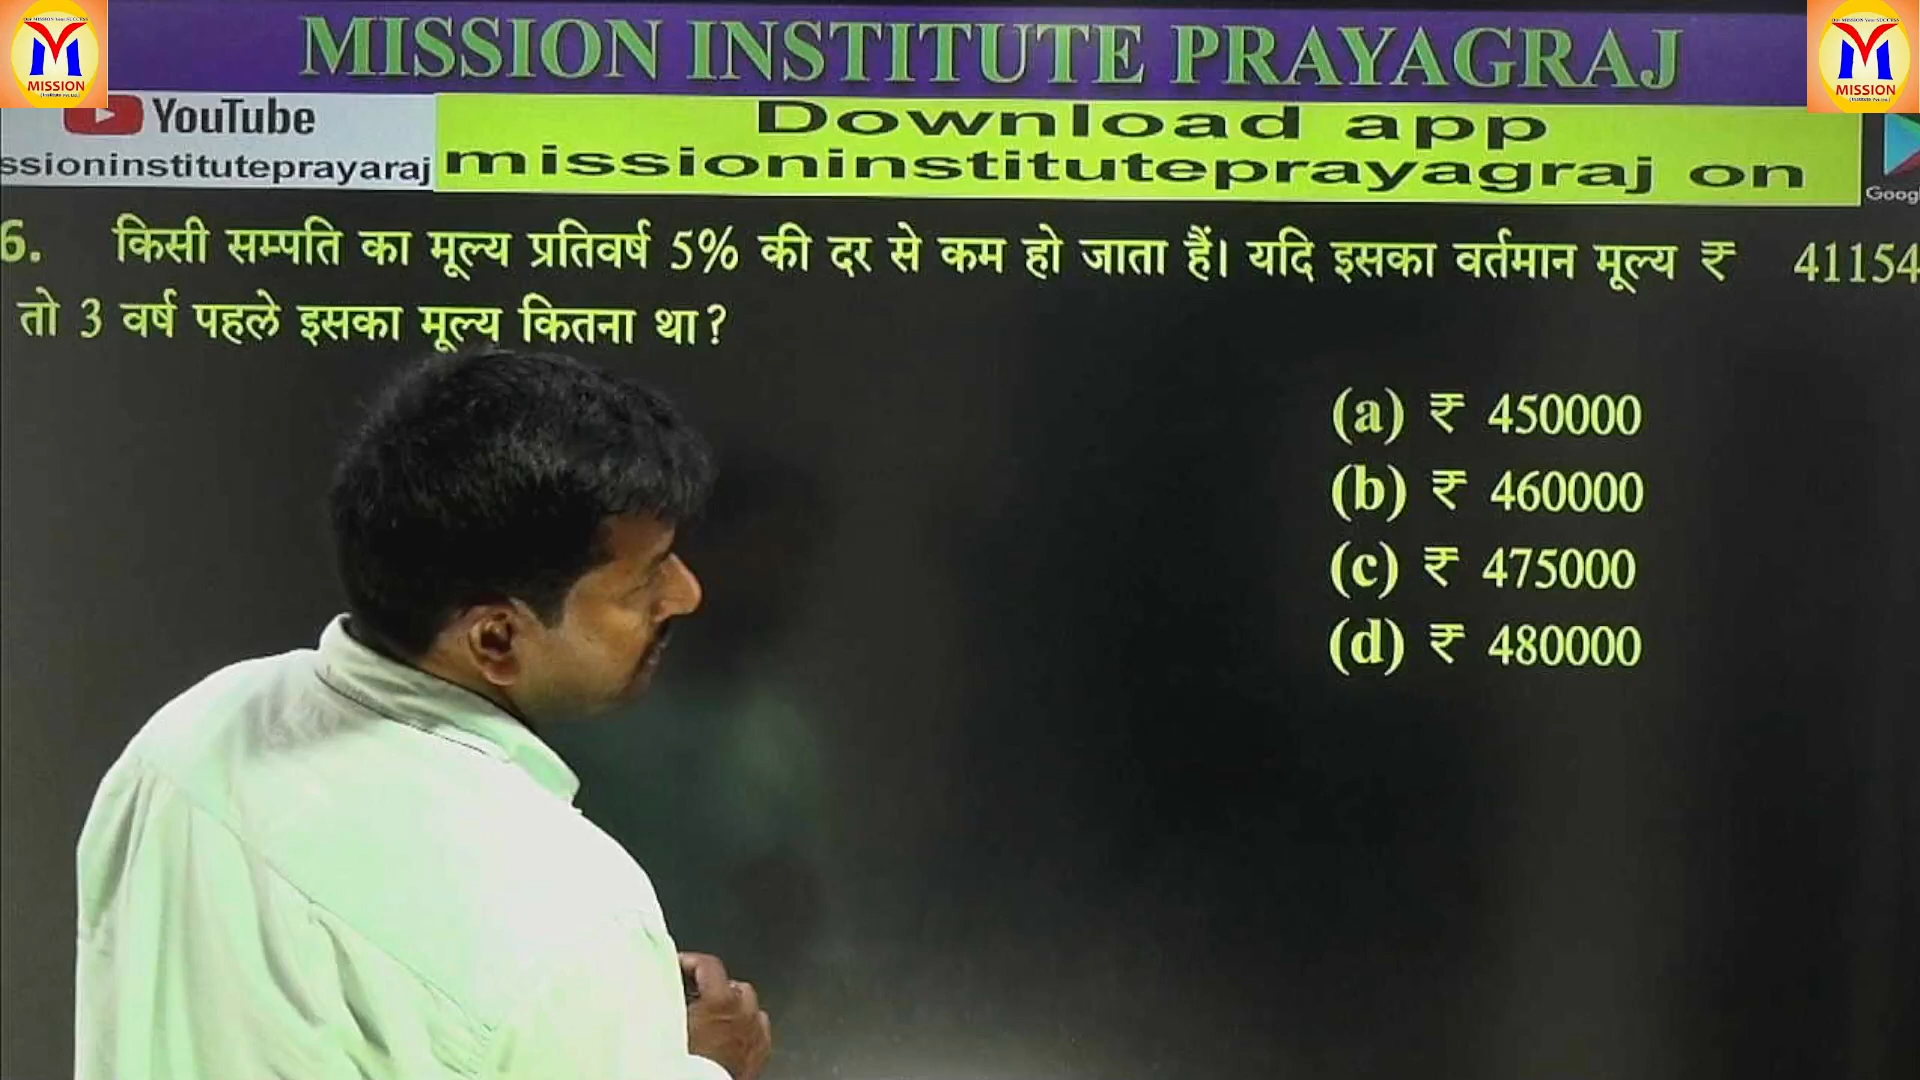 MISSION INSTITUTE PRAYAGRAJ
MISSION
MISSION
YouTube
ssioninstituteprayaraj
Download app
missioninstituteprayagraj on
Goog
6. किसी सम्पति का मूल्य प्रतिवर्ष 5% की दर से कम हो जाता हैं। यदि इसका वर्तमान मूल्य ₹ 41154
तो 3 वर्ष पहले इसका मूल्य कितना था?
(a) ₹ 450000
(b) ₹ 460000
(c) ₹ 475000
(d) ₹ 480000